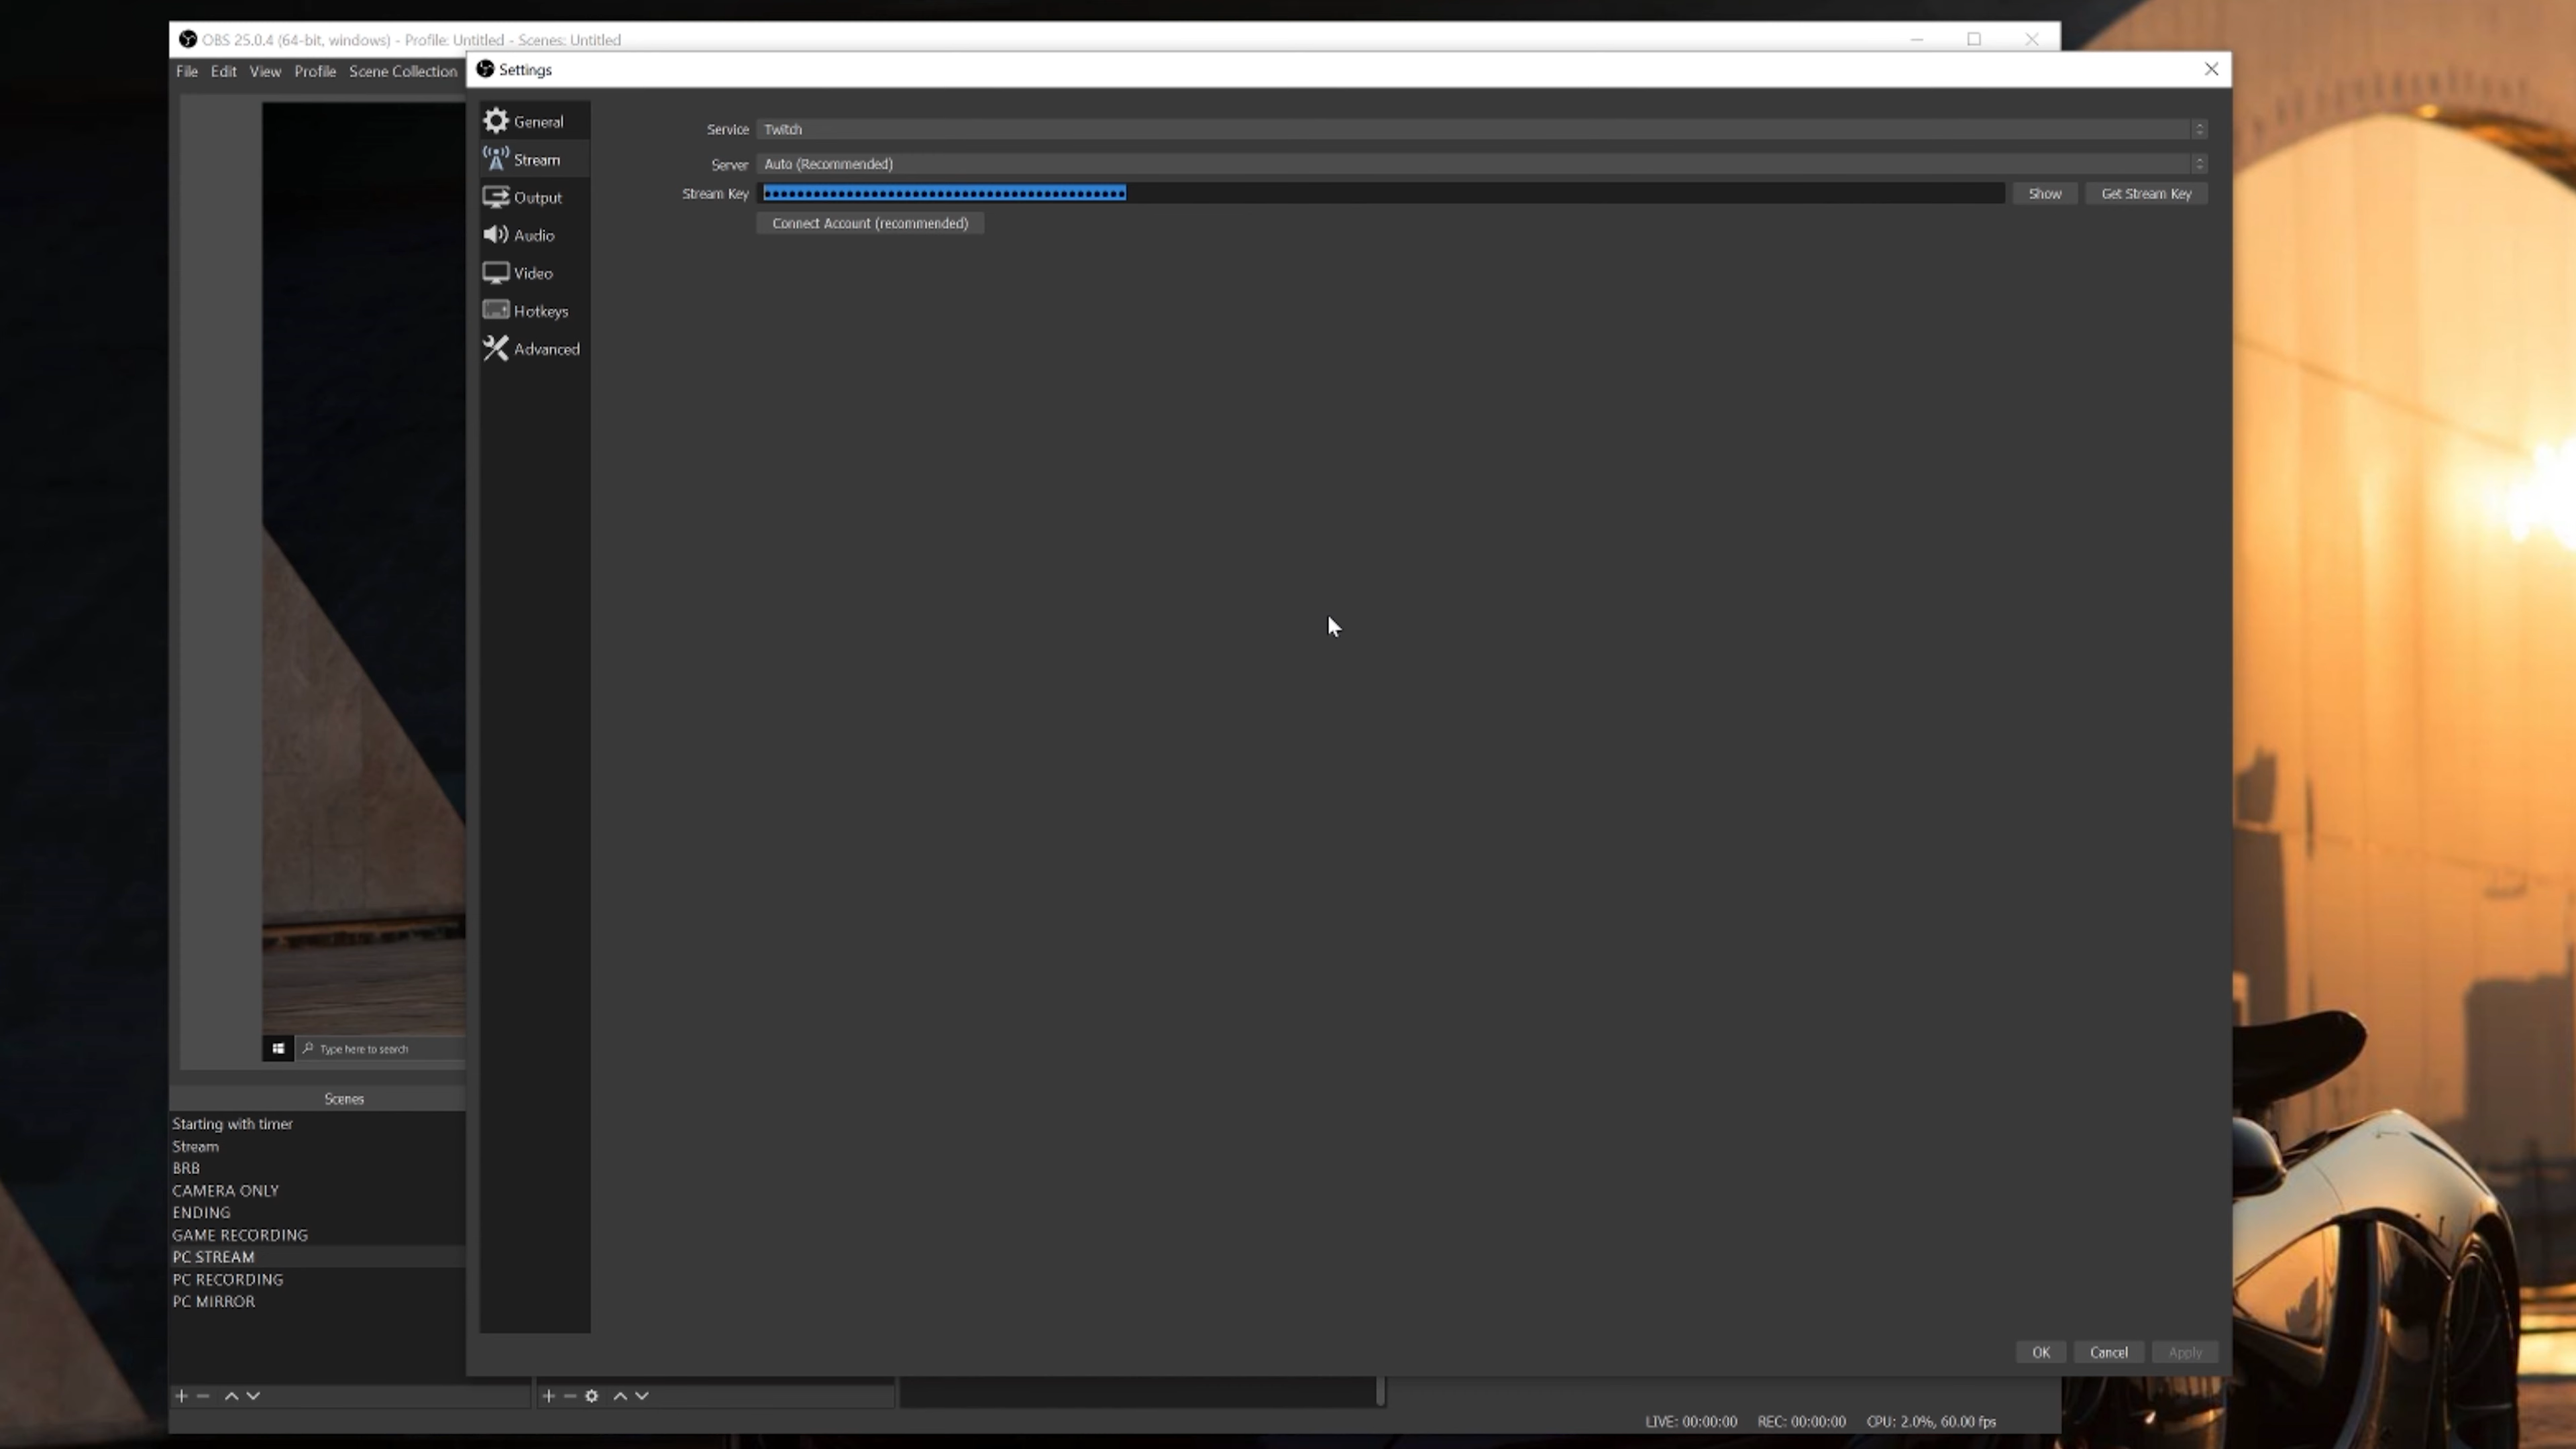 OBS 25.0.4 (64-bit, windows) - Profile: Untitled - Scenes: Untitled
File Edit View Profile Scene Collection
Settings
General
Stream
Output
Audio
Video
Hotkeys
Advanced
Service Twitch
Server Auto (Recommended)
Stream Key Show Get Stream Key
Connect Account (recommended)
Type here to search
Scenes
Starting with timer
Stream
BRB
CAMERA ONLY
ENDING
GAME RECORDING
PC STREAM
PC RECORDING
PC MIRROR
OK Cancel Apply
LIVE: 00:00:00 REC: 00:00:00 CPU: 2.0%, 60.00 fps